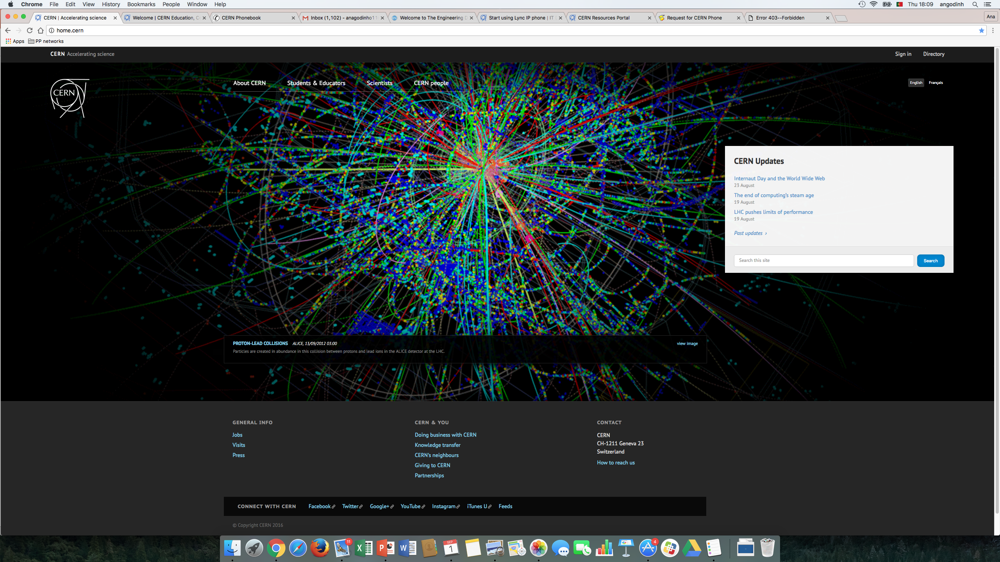 Chrome File Edit View History Bookmarks People Window Help Thu 18:09 angodinh
CERN | Accelerating science Welcome | CERN Education, C CERN Phonebook Inbox (1,102) - anagodinho11 Welcome to The Engineering D Start using Lync IP phone | IT CERN Resources Portal Request for CERN Phone Error 403--Forbidden Ana
home.cern
Apps PP networks
CERN Accelerating science Sign in Directory
CERN
About CERN Students & Educators Scientists CERN people English Français
CERN Updates
Internaut Day and the World Wide Web
23 August
The end of computing's steam age
19 August
LHC pushes limits of performance
19 August
Past updates ›
Search this site Search
PROTON-LEAD COLLISIONS ALICE, 13/09/2012 03:00 view image
Particles are created in abundance in this collision between protons and lead ions in the ALICE detector at the LHC.
GENERAL INFO
Jobs
Visits
Press
CERN & YOU
Doing business with CERN
Knowledge transfer
CERN's neighbours
Giving to CERN
Partnerships
CONTACT
CERN
CH-1211 Geneva 23
Switzerland
How to reach us
CONNECT WITH CERN Facebook Twitter Google+ YouTube Instagram iTunes U Feeds
© Copyright CERN 2016
11 X P W SEP 1 3D 4